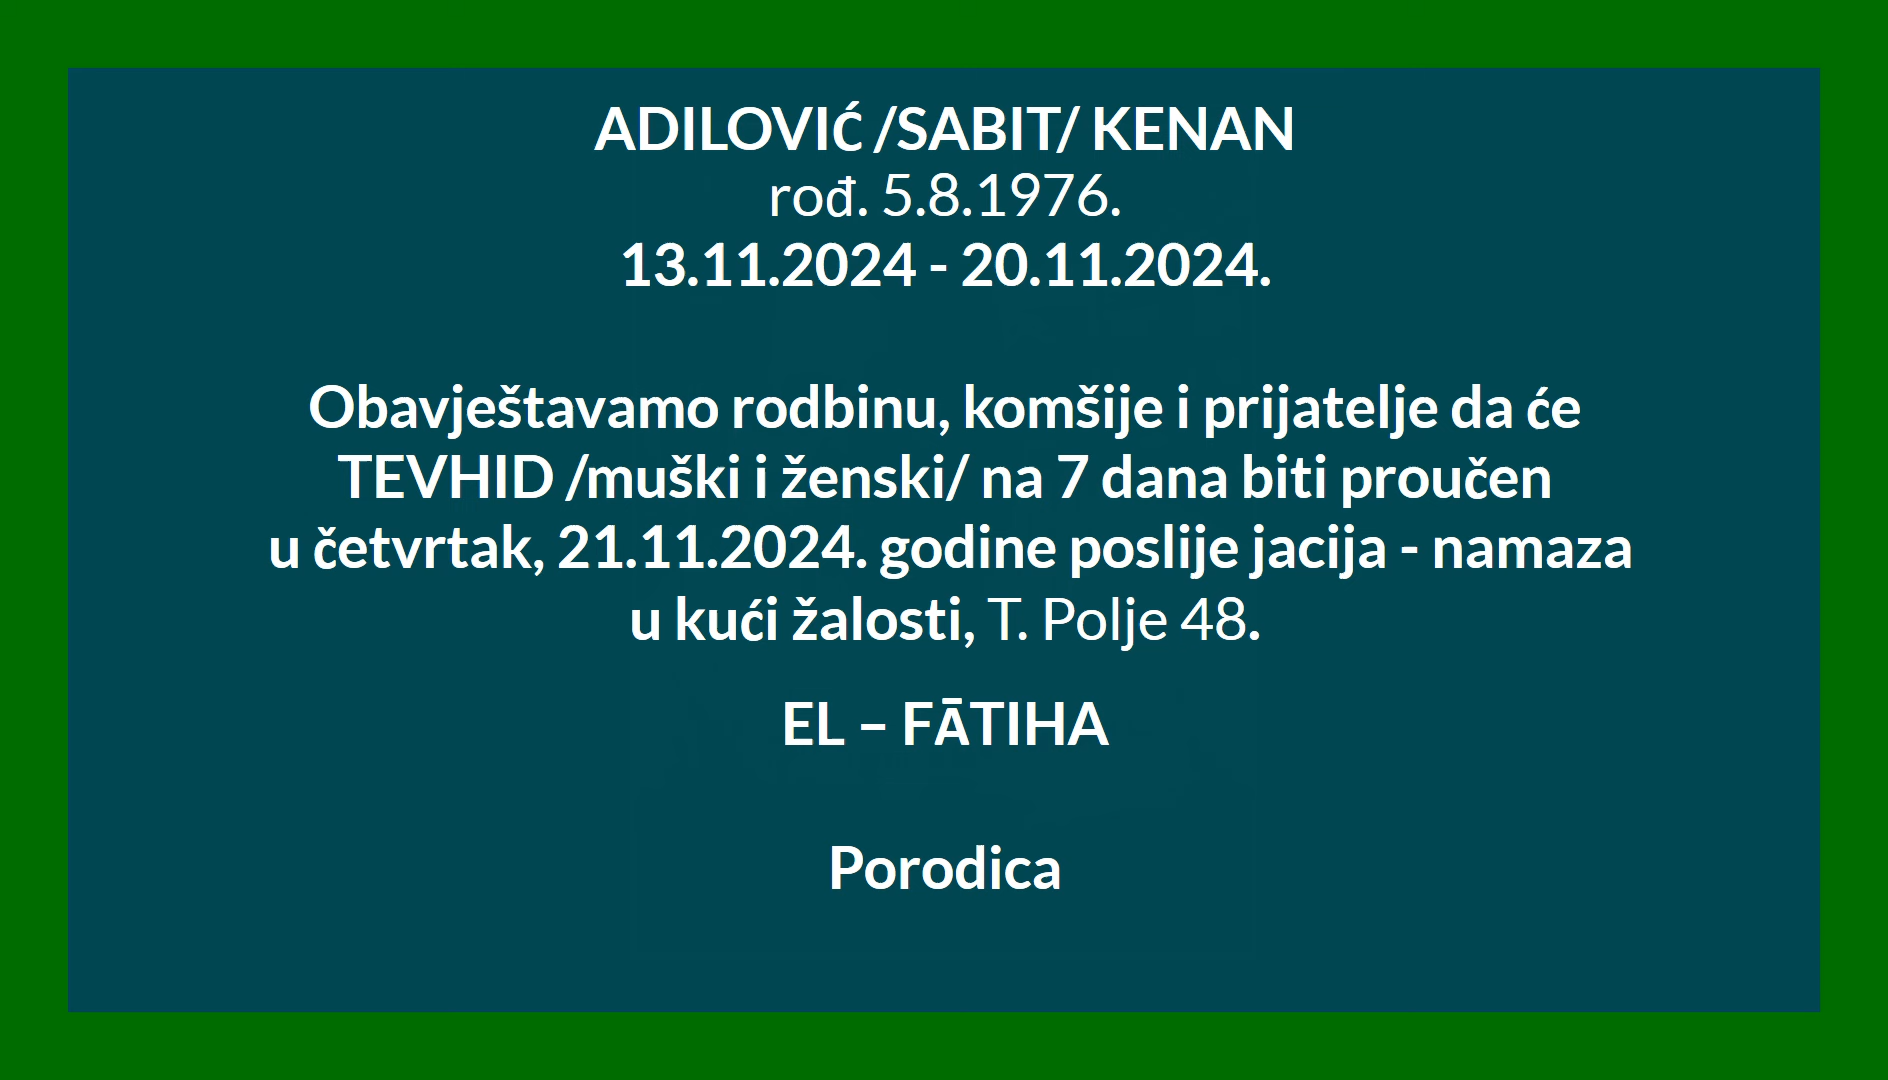 ADILOVIĆ /SABIT/ KENAN
rođ. 5.8.1976.
13.11.2024 - 20.11.2024.
Obavještavamo rodbinu, komšije i prijatelje da će
TEVHID /muški i ženski/ na 7 dana biti proučen
u četvrtak, 21.11.2024. godine poslije jacija - namaza
u kući žalosti, T. Polje 48.
EL – FĀTIHA
Porodica